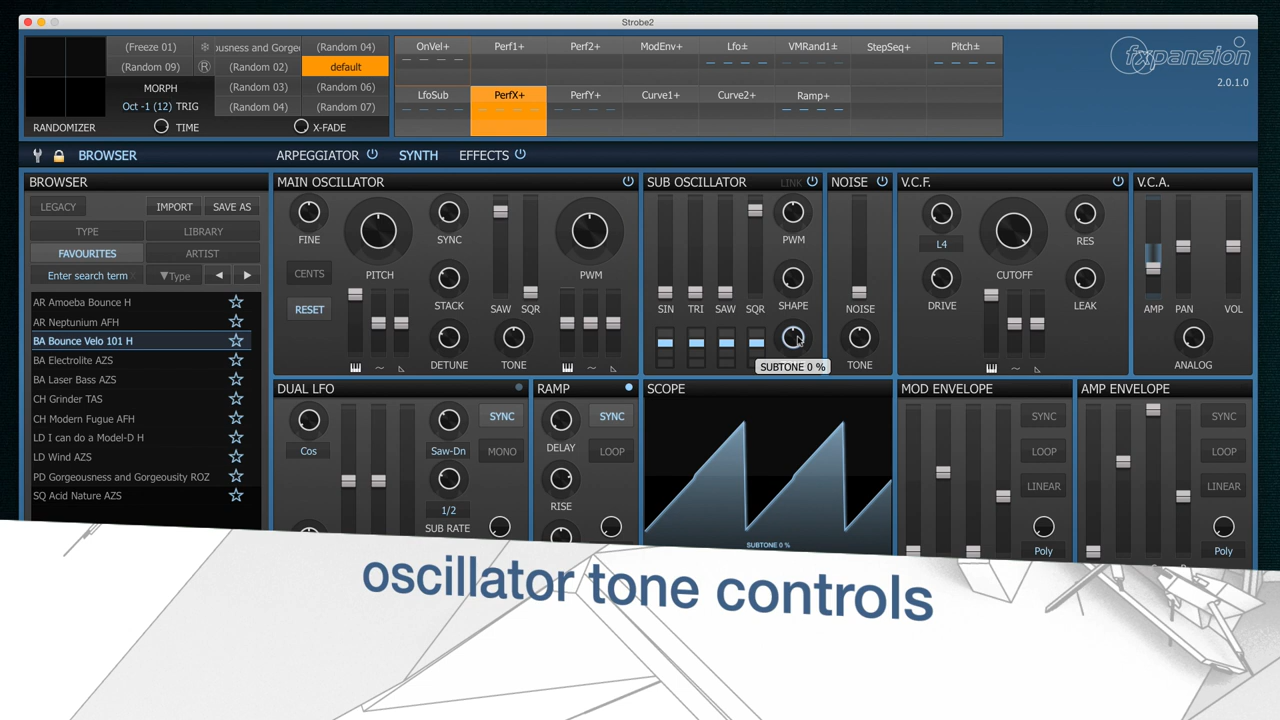 Strobe2
(Freeze 01)
ousness and Gorgeo
(Random 04)
(Random 09)
R
(Random 02)
default
MORPH
(Random 03)
(Random 06)
Oct -1 (12) TRIG
(Random 04)
(Random 07)
RANDOMIZER
TIME
X-FADE
OnVel+
Perf1+
Perf2+
ModEnv+
Lfo±
VMRand1±
StepSeq+
Pitch±
LfoSub
PerfX+
PerfY+
Curve1+
Curve2+
Ramp+
fxpansion
2.0.1.0
BROWSER
ARPEGGIATOR
SYNTH
EFFECTS
BROWSER
LEGACY
IMPORT
SAVE AS
TYPE
LIBRARY
FAVOURITES
ARTIST
Enter search term
▼Type
AR Amoeba Bounce H
AR Neptunium AFH
BA Bounce Velo 101 H
BA Electrolite AZS
BA Laser Bass AZS
CH Grinder TAS
CH Modern Fugue AFH
LD I can do a Model-D H
LD Wind AZS
PD Gorgeousness and Gorgeousity ROZ
SQ Acid Nature AZS
MAIN OSCILLATOR
FINE
SYNC
CENTS
PITCH
PWM
STACK
SAW
SQR
RESET
DETUNE
TONE
SUB OSCILLATOR
LINK
PWM
SHAPE
SIN
TRI
SAW
SQR
SUBTONE 0 %
NOISE
NOISE
TONE
V.C.F.
L4
CUTOFF
RES
DRIVE
LEAK
V.C.A.
AMP
PAN
VOL
ANALOG
DUAL LFO
Cos
Saw-Dn
SYNC
MONO
1/2
SUB RATE
RAMP
SYNC
DELAY
LOOP
RISE
SCOPE
SUBTONE 0 %
MOD ENVELOPE
SYNC
LOOP
LINEAR
Poly
AMP ENVELOPE
SYNC
LOOP
LINEAR
Poly
oscillator tone controls